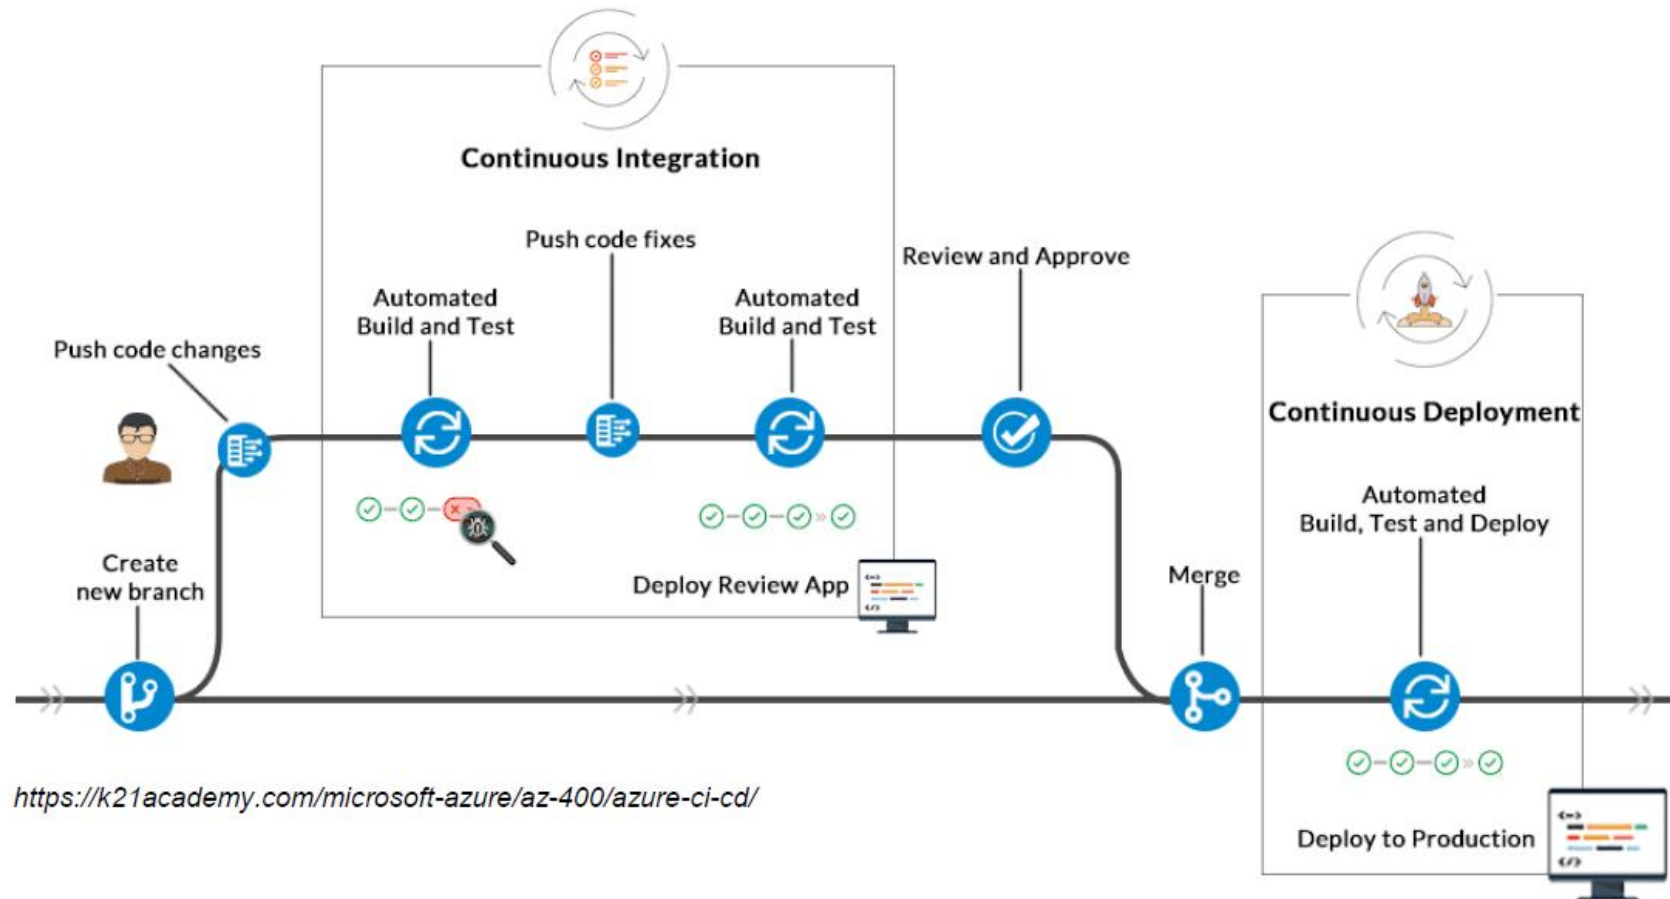 Continuous Integration
Push code fixes
Review and Approve
Automated
Build and Test
Automated
Build and Test
Push code changes
Continuous Deployment
Automated
Build, Test and Deploy
Create
new branch
Deploy Review App
Merge
https://k21academy.com/microsoft-azure/az-400/azure-ci-cd/
Deploy to Production